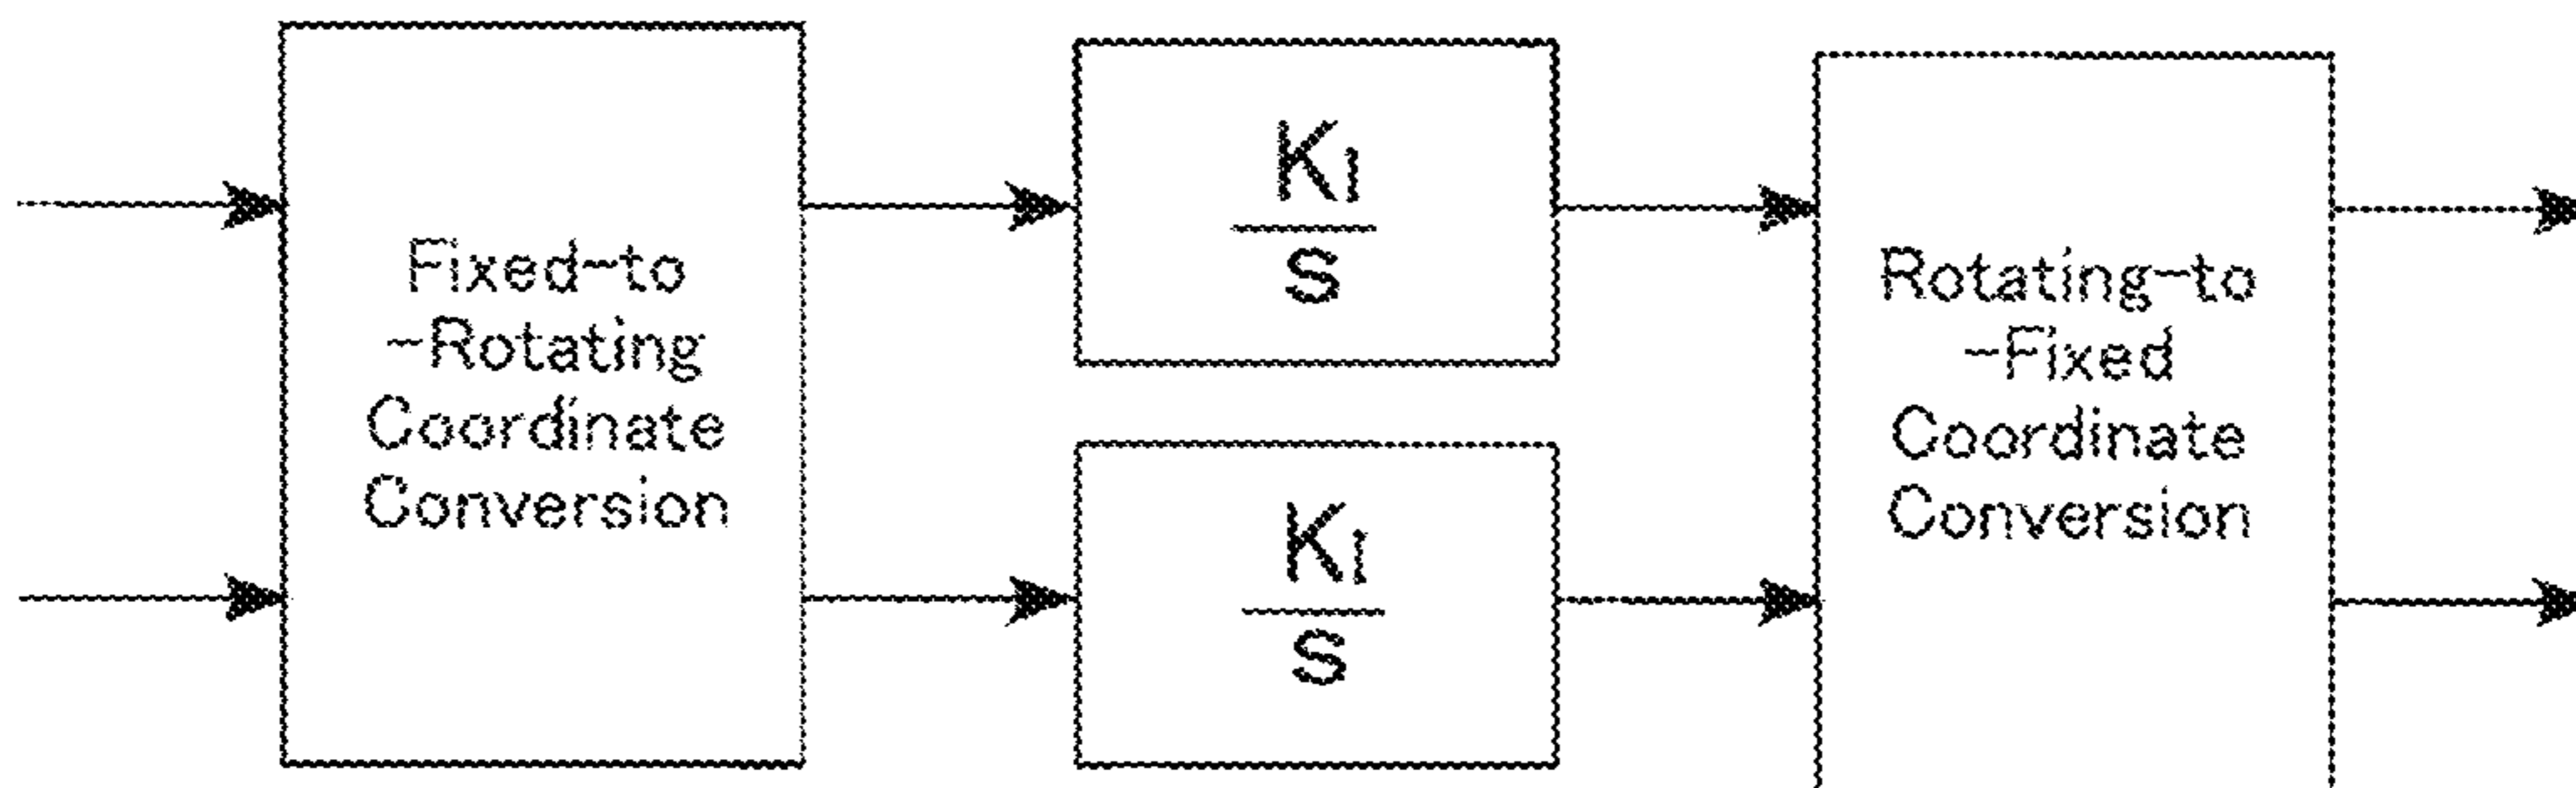 Fixed-to
-Rotating
Coordinate
Conversion
KI
s
KI
s
Rotating-to
-Fixed
Coordinate
Conversion